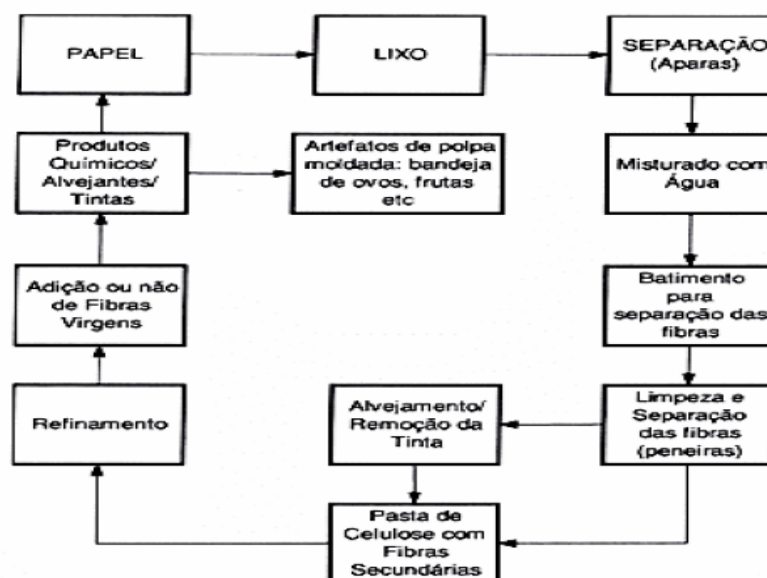 PAPEL
LIXO
SEPARAÇÃO
(Aparas)
Produtos
Químicos/
Alvejantes/
Tintas
Artefatos de polpa
moldada: bandeja
de ovos, frutas
etc
Misturado com
Água
Adição ou não
de Fibras
Virgens
Batimento
para
separação das
fibras
Refinamento
Alvejamento/
Remoção da
Tinta
Limpeza e
Separação
das fibras
(peneiras)
Pasta de
Celulose com
Fibras
Secundárias